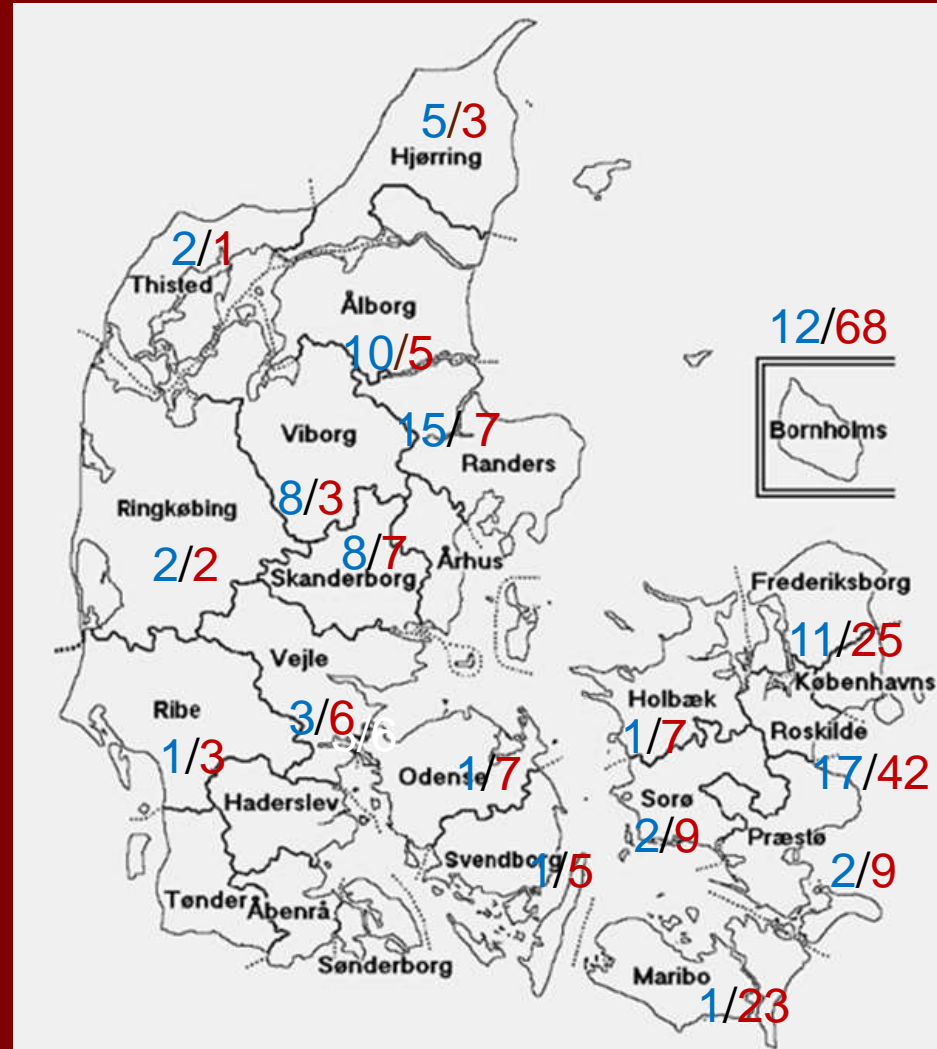 5/3
Hjørring
2/1
Thisted
Ålborg
10/5
12/68
Bornholms
Viborg
15/ 7
Randers
8/3
Ringkøbing
2/2
8/7
Skanderborg
Århus
Frederiksborg
11/25
Københavns
Vejle
3/6
Holbæk
1/7
Roskilde
17/42
Ribe
1/3
Odense
1/7
Haderslev
Sorø
2/9
Præstø
2/9
Svendborg
1/5
Tønder
Åbenrå
Sønderborg
Maribo
1/23